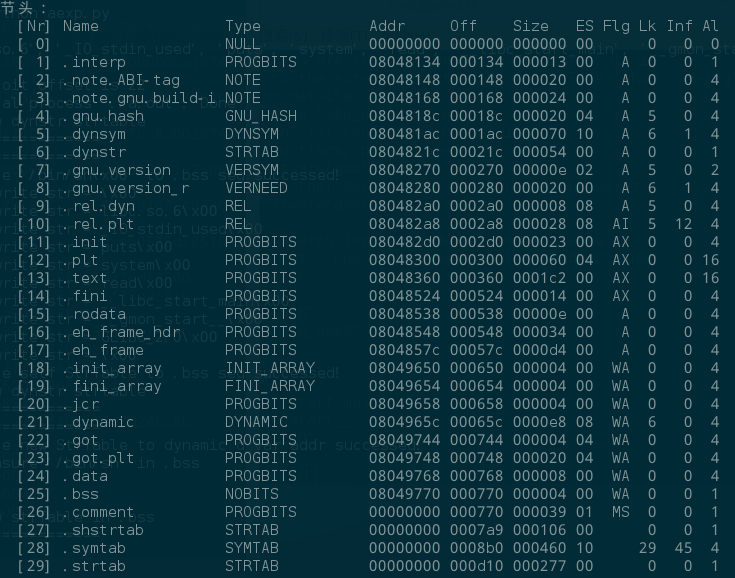 节头：
[Nr] Name Type Addr Off Size ES Flg Lk Inf Al
[ 0] NULL 00000000 000000 000000 00 0 0 0
[ 1] .interp PROGBITS 08048134 000134 000013 00 A 0 0 1
[ 2] .note.ABI-tag NOTE 08048148 000148 000020 00 A 0 0 4
[ 3] .note.gnu.build-i NOTE 08048168 000168 000024 00 A 0 0 4
[ 4] .gnu.hash GNU_HASH 0804818c 00018c 000020 04 A 5 0 4
[ 5] .dynsym DYNSYM 080481ac 0001ac 000070 10 A 6 1 4
[ 6] .dynstr STRTAB 0804821c 00021c 000054 00 A 0 0 1
[ 7] .gnu.version VERSYM 08048270 000270 00000e 02 A 5 0 2
[ 8] .gnu.version_r VERNEED 08048280 000280 000020 00 A 6 1 4
[ 9] .rel.dyn REL 080482a0 0002a0 000008 08 A 5 0 4
[10] .rel.plt REL 080482a8 0002a8 000028 08 AI 5 12 4
[11] .init PROGBITS 080482d0 0002d0 000023 00 AX 0 0 4
[12] .plt PROGBITS 08048300 000300 000060 04 AX 0 0 16
[13] .text PROGBITS 08048360 000360 0001c2 00 AX 0 0 16
[14] .fini PROGBITS 08048524 000524 000014 00 AX 0 0 4
[15] .rodata PROGBITS 08048538 000538 00000e 00 A 0 0 4
[16] .eh_frame_hdr PROGBITS 08048548 000548 000034 00 A 0 0 4
[17] .eh_frame PROGBITS 0804857c 00057c 0000d4 00 A 0 0 4
[18] .init_array INIT_ARRAY 08049650 000650 000004 00 WA 0 0 4
[19] .fini_array FINI_ARRAY 08049654 000654 000004 00 WA 0 0 4
[20] .jcr PROGBITS 08049658 000658 000004 00 WA 0 0 4
[21] .dynamic DYNAMIC 0804965c 00065c 0000e8 08 WA 6 0 4
[22] .got PROGBITS 08049744 000744 000004 04 WA 0 0 4
[23] .got.plt PROGBITS 08049748 000748 000020 04 WA 0 0 4
[24] .data PROGBITS 08049768 000768 000008 00 WA 0 0 4
[25] .bss NOBITS 08049770 000770 000004 00 WA 0 0 1
[26] .comment PROGBITS 00000000 000770 000039 01 MS 0 0 1
[27] .shstrtab STRTAB 00000000 0007a9 000106 00 0 0 1
[28] .symtab SYMTAB 00000000 0008b0 000460 10 29 45 4
[29] .strtab STRTAB 00000000 000d10 000277 00 0 0 1